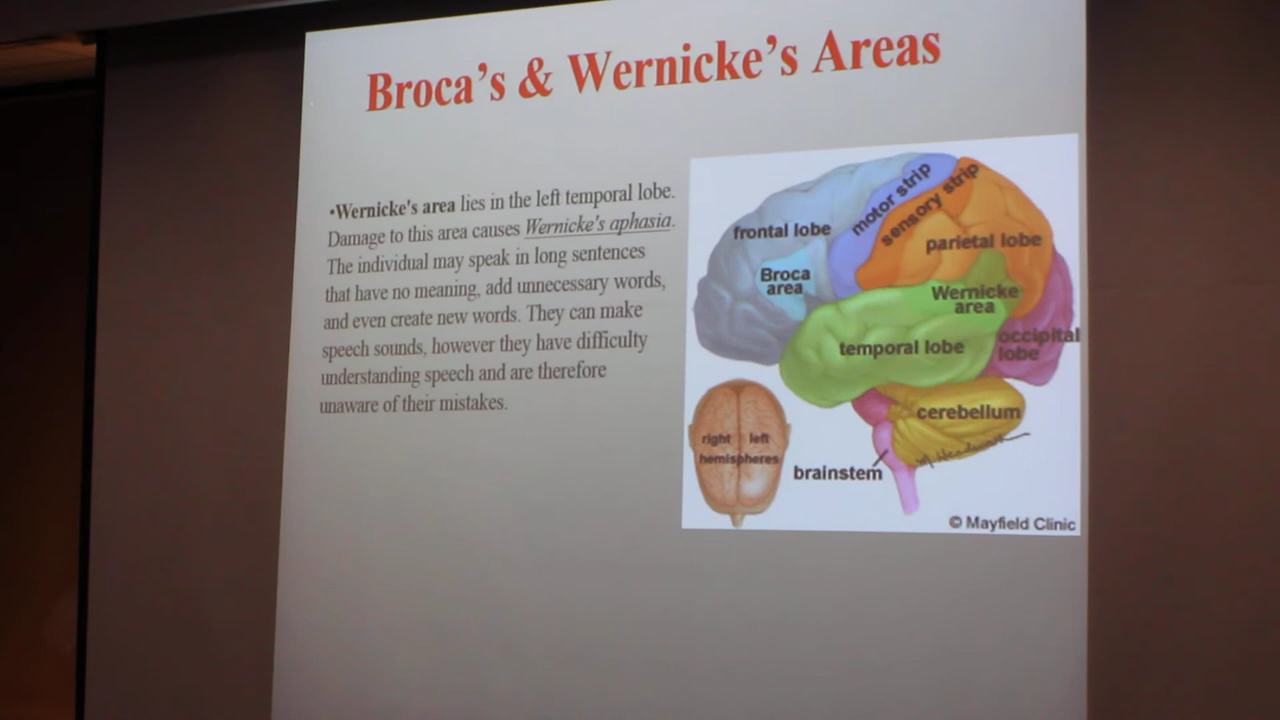 Broca's & Wernicke's Areas
•Wernicke's area lies in the left temporal lobe.
Damage to this area causes Wernicke's aphasia.
The individual may speak in long sentences
that have no meaning, add unnecessary words,
and even create new words. They can make
speech sounds, however they have difficulty
understanding speech and are therefore
unaware of their mistakes.
motor strip
sensory strip
frontal lobe
parietal lobe
Broca
area
Wernicke
area
temporal lobe
occipital
lobe
cerebellum
right left
hemispheres
brainstem
© Mayfield Clinic